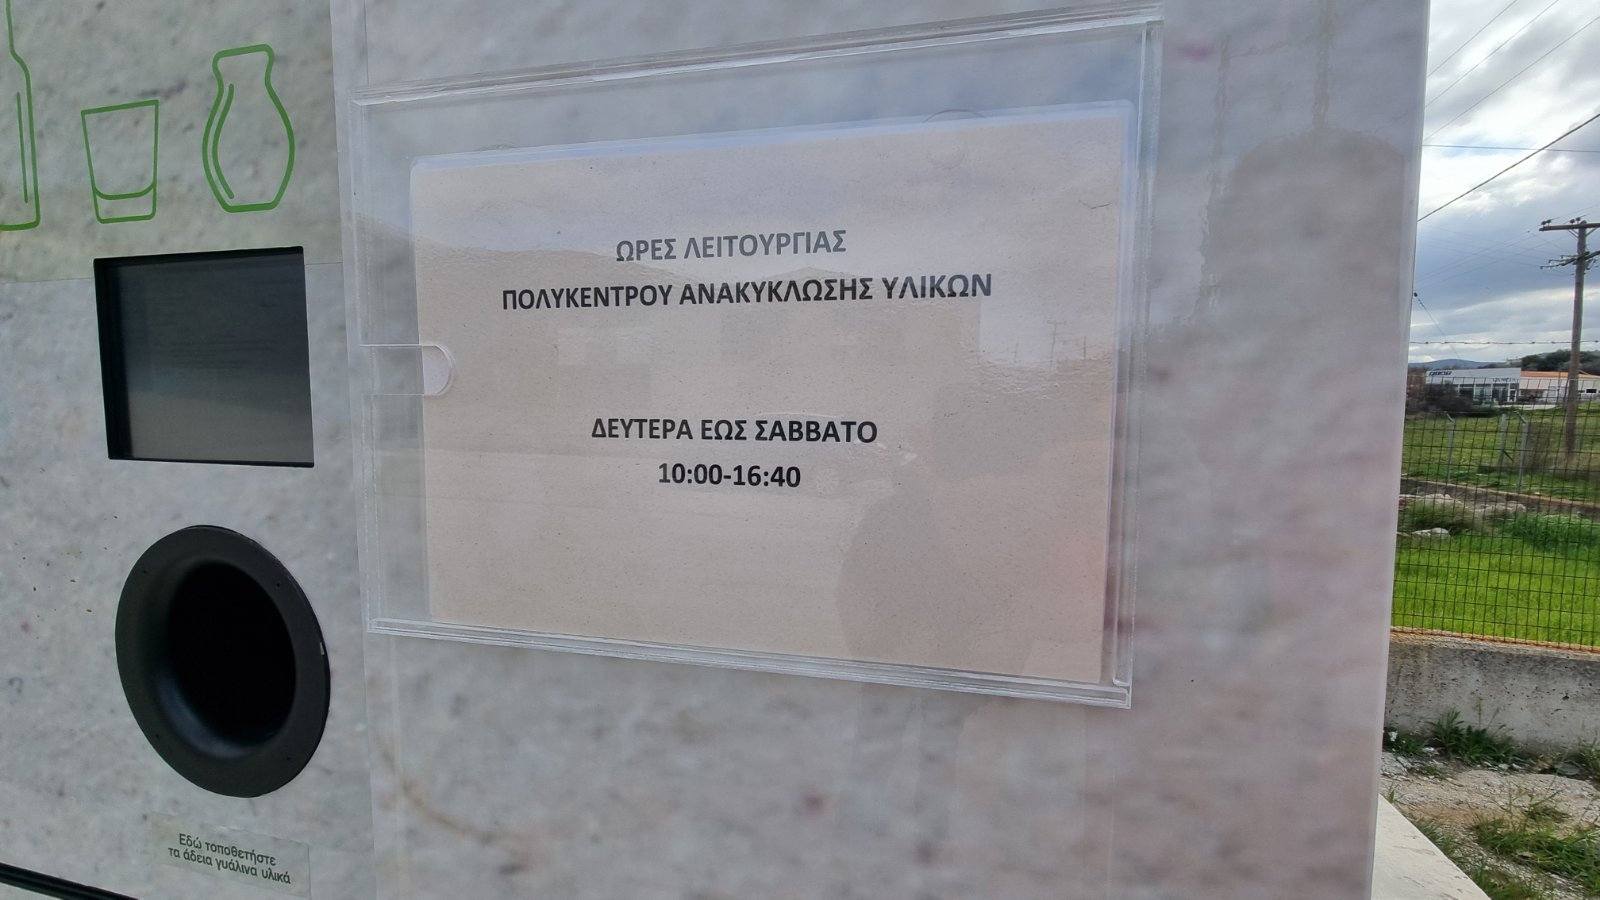 ΩΡΕΣ ΛΕΙΤΟΥΡΓΙΑΣ
ΠΟΛΥΚΕΝΤΡΟΥ ΑΝΑΚΥΚΛΩΣΗΣ ΥΛΙΚΩΝ
ΔΕΥΤΕΡΑ ΕΩΣ ΣΑΒΒΑΤΟ
10:00-16:40
Εδώ τοποθετήστε
τα άδεια γυάλινα υλικά